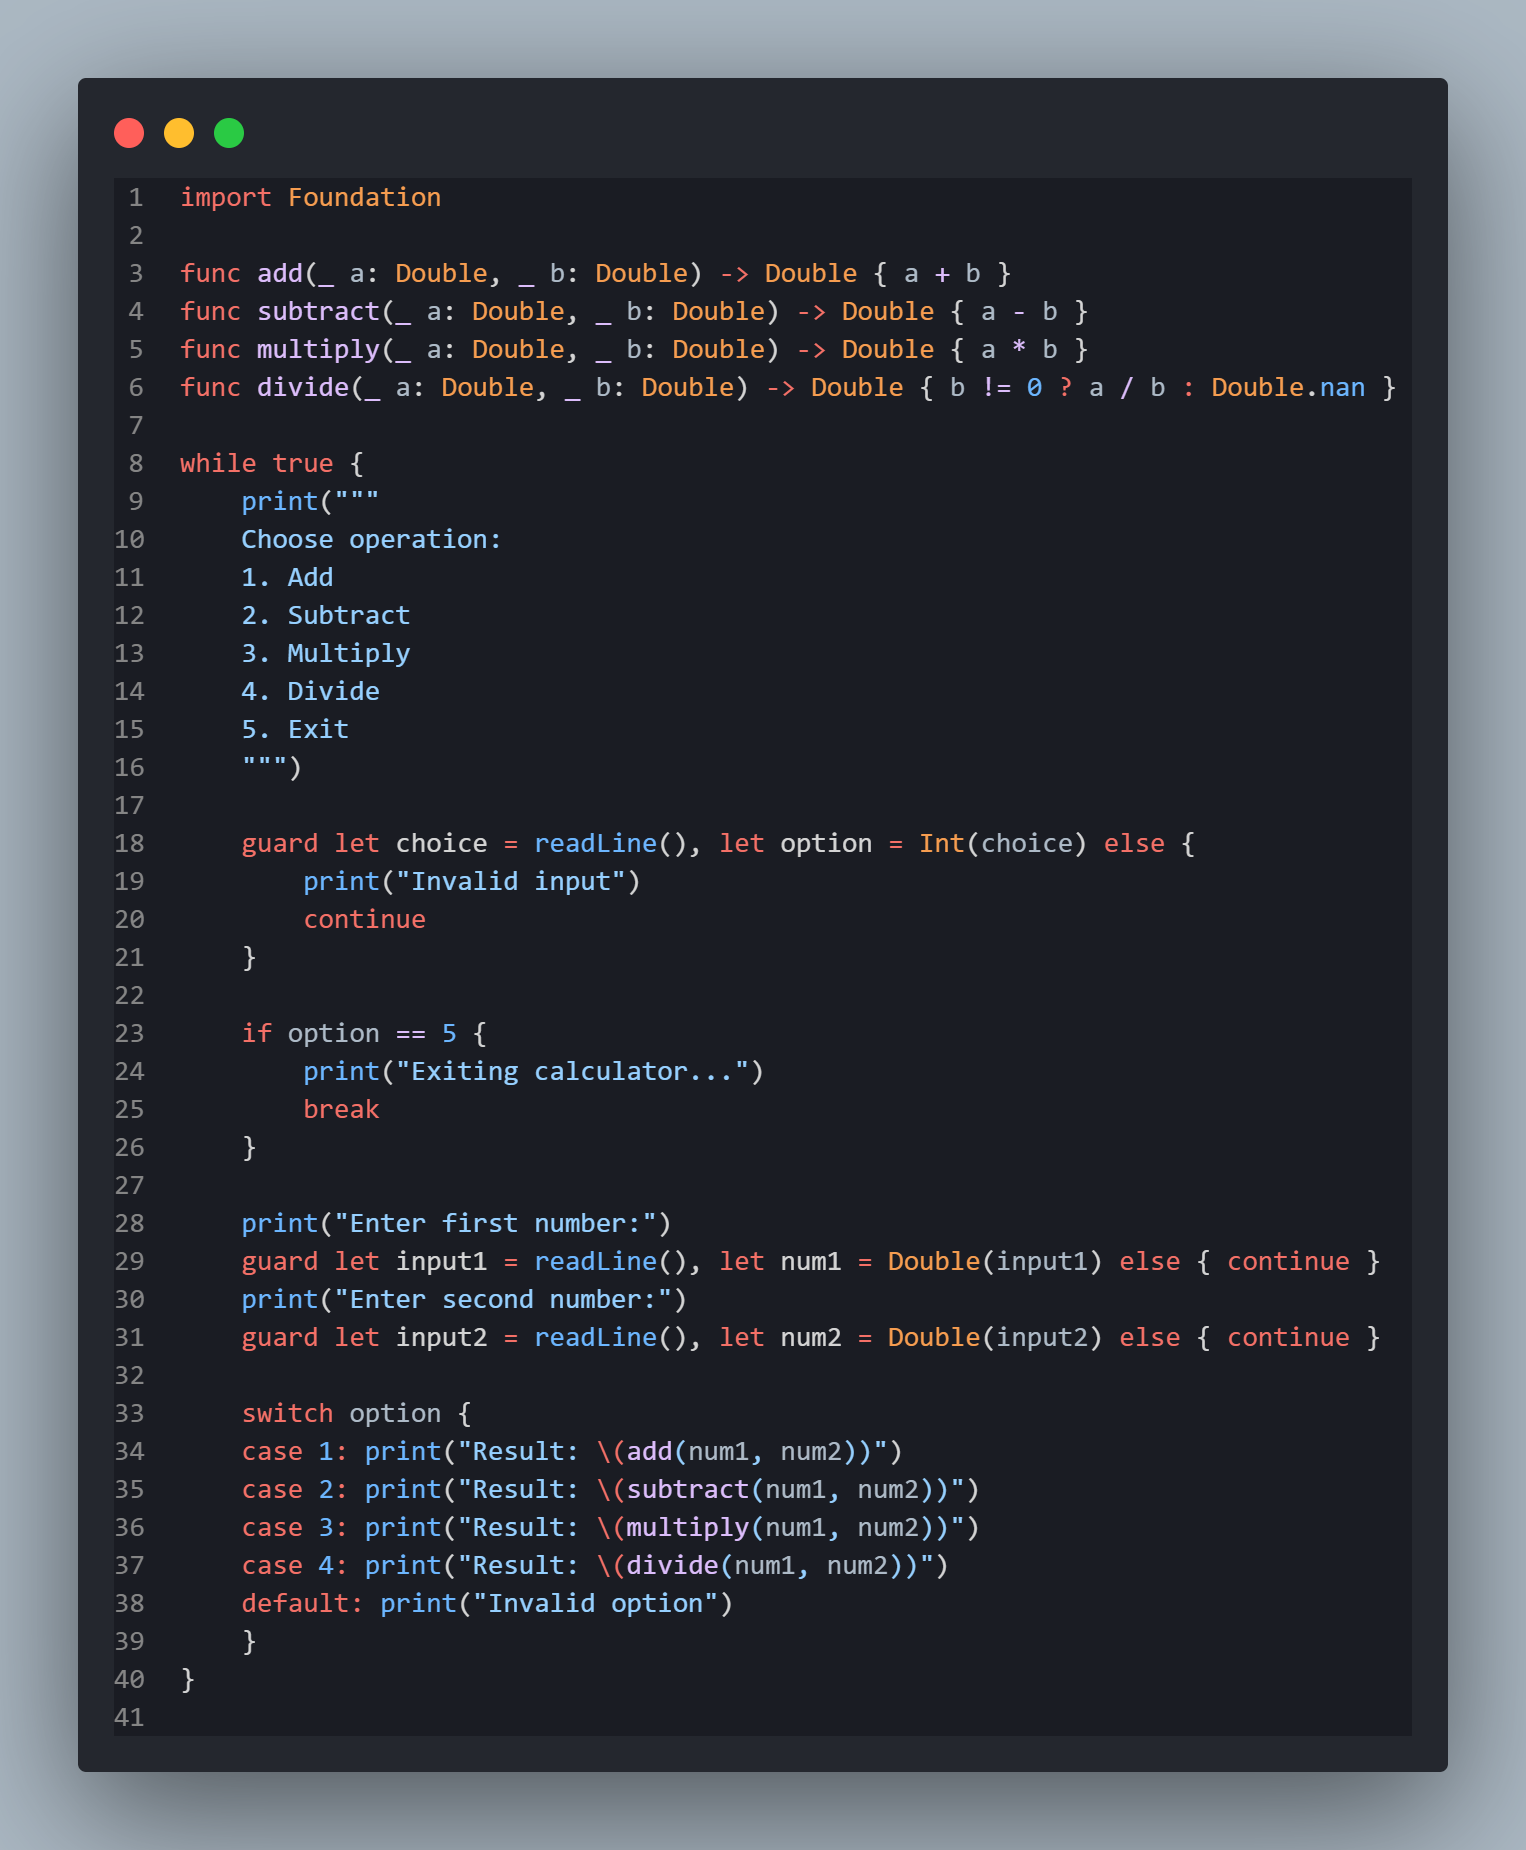 1 import Foundation
2
3 func add(_ a: Double, _ b: Double) -> Double { a + b }
4 func subtract(_ a: Double, _ b: Double) -> Double { a - b }
5 func multiply(_ a: Double, _ b: Double) -> Double { a * b }
6 func divide(_ a: Double, _ b: Double) -> Double { b != 0 ? a / b : Double.nan }
7
8 while true {
9     print("""
10     Choose operation:
11     1. Add
12     2. Subtract
13     3. Multiply
14     4. Divide
15     5. Exit
16     """)
17
18     guard let choice = readLine(), let option = Int(choice) else {
19         print("Invalid input")
20         continue
21     }
22
23     if option == 5 {
24         print("Exiting calculator...")
25         break
26     }
27
28     print("Enter first number:")
29     guard let input1 = readLine(), let num1 = Double(input1) else { continue }
30     print("Enter second number:")
31     guard let input2 = readLine(), let num2 = Double(input2) else { continue }
32
33     switch option {
34     case 1: print("Result: \(add(num1, num2))")
35     case 2: print("Result: \(subtract(num1, num2))")
36     case 3: print("Result: \(multiply(num1, num2))")
37     case 4: print("Result: \(divide(num1, num2))")
38     default: print("Invalid option")
39     }
40 }
41